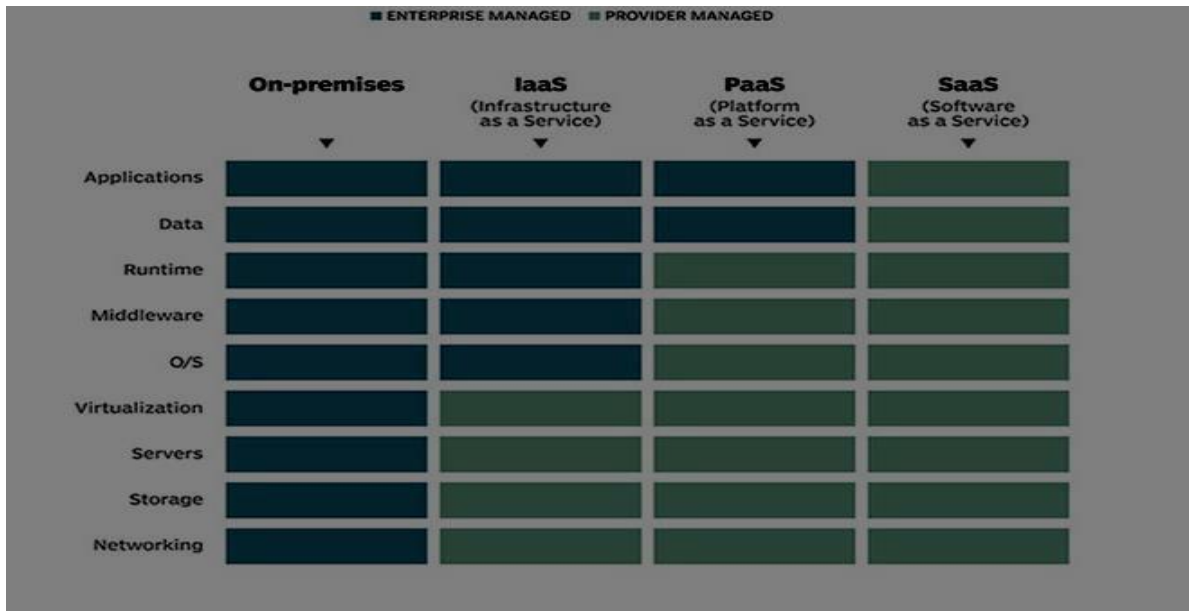 ENTERPRISE MANAGED PROVIDER MANAGED
On-premises IaaS PaaS SaaS
(Infrastructure (Platform (Software
as a Service) as a Service) as a Service)
Applications
Data
Runtime
Middleware
O/S
Virtualization
Servers
Storage
Networking